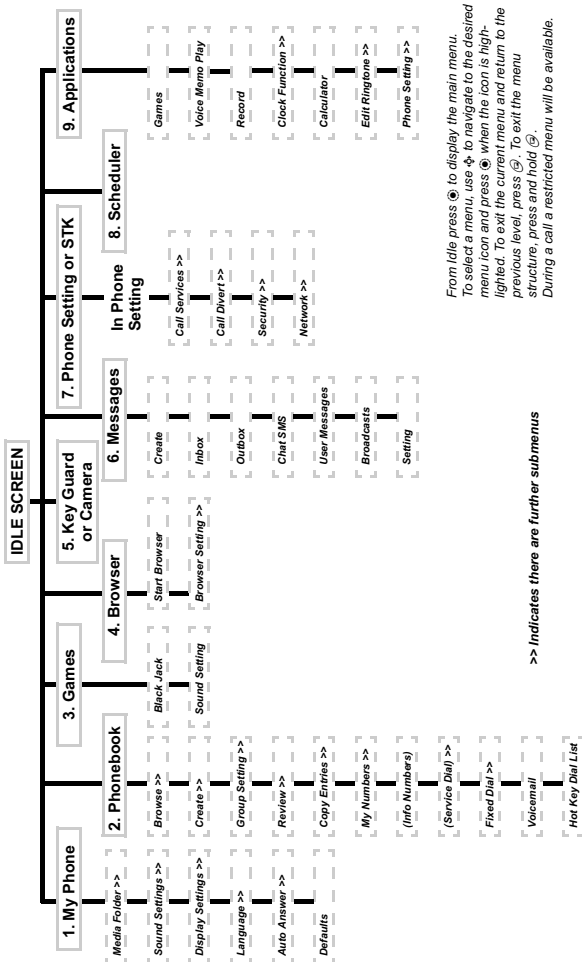 IDLE SCREEN
1. My Phone
Media Folder >>
Sound Settings >>
Display Settings >>
Language >>
Auto Answer >>
Defaults
2. Phonebook
Browse >>
Create >>
Group Setting >>
Review >>
Copy Entries >>
My Numbers >>
(Info Numbers)
(Service Dial) >>
Fixed Dial >>
Voicemail
Hot Key Dial List
3. Games
Black Jack
Sound Setting
4. Browser
Start Browser
Browser Setting >>
5. Key Guard
or Camera
6. Messages
Create
Inbox
Outbox
Chat SMS
User Messages
Broadcasts
Setting
7. Phone Setting or STK
In Phone
Setting
Call Services >>
Call Divert >>
Security >>
Network >>
8. Scheduler
9. Applications
Games
Voice Memo Play
Record
Clock Function >>
Calculator
Edit Ringtone >>
Phone Setting >>
>> Indicates there are further submenus
From Idle press to display the main menu.
To select a menu, use to navigate to the desired
menu icon and press when the icon is high-
lighted. To exit the current menu and return to the
previous level, press . To exit the menu
structure, press and hold .
During a call a restricted menu will be available.